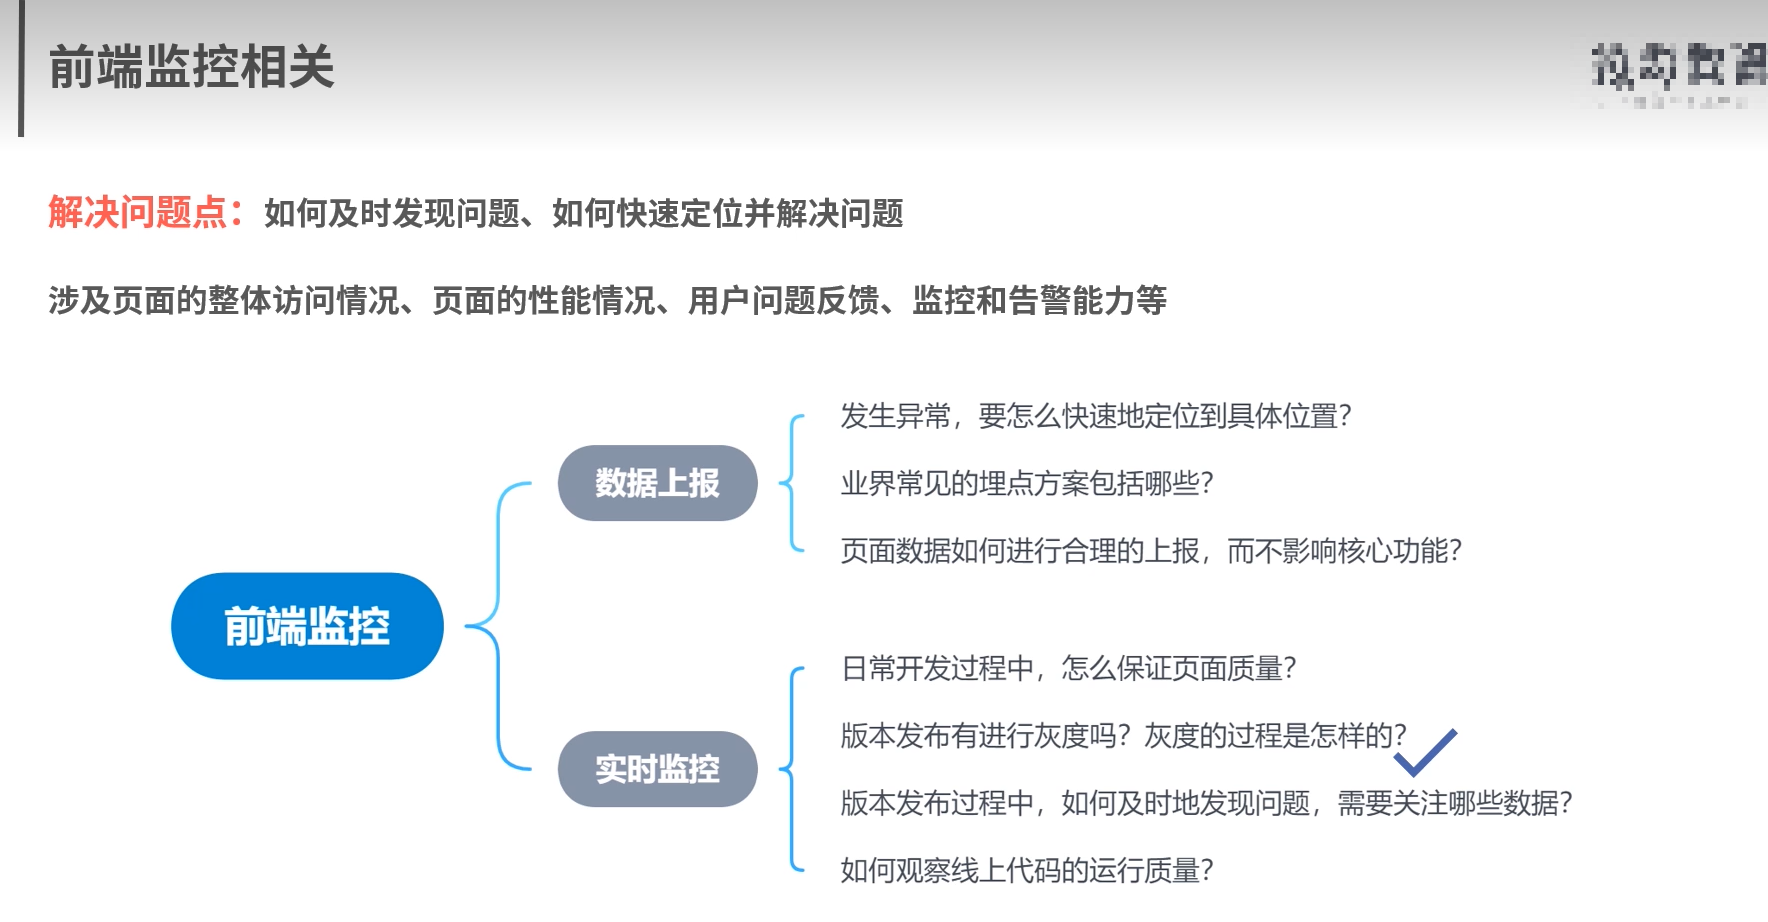 前端监控相关
解决问题点：如何及时发现问题、如何快速定位并解决问题
涉及页面的整体访问情况、页面的性能情况、用户问题反馈、监控和告警能力等
前端监控
数据上报
发生异常，要怎么快速地定位到具体位置？
业界常见的埋点方案包括哪些？
页面数据如何进行合理的上报，而不影响核心功能？
实时监控
日常开发过程中，怎么保证页面质量？
版本发布有进行灰度吗？灰度的过程是怎样的？
版本发布过程中，如何及时地发现问题，需要关注哪些数据？
如何观察线上代码的运行质量？